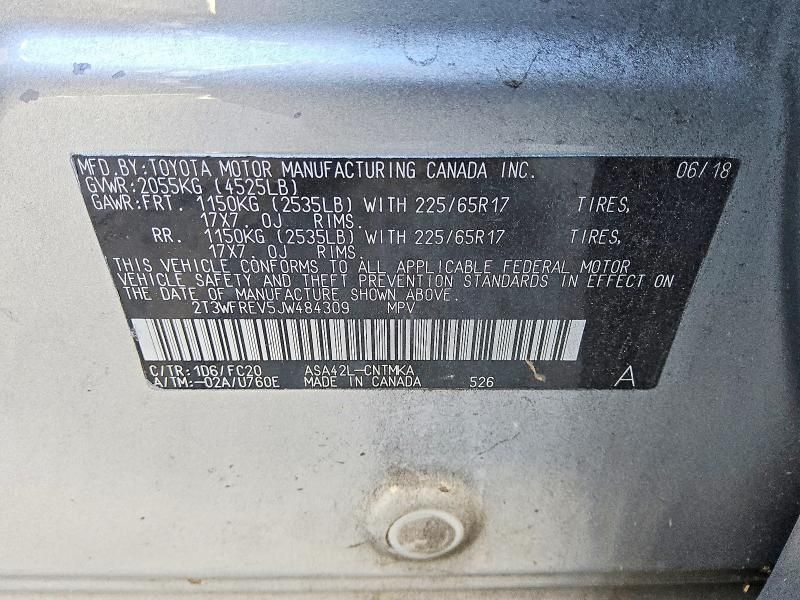 MFD.BY:TOYOTA MOTOR MANUFACTURING CANADA INC. 06/18
GVWR:2055KG (4525LB)
GAWR:FRT. 1150KG (2535LB) WITH 225/65R17 TIRES,
17X7.0J RIMS.
RR. 1150KG (2535LB) WITH 225/65R17 TIRES,
17X7.0J RIMS.
THIS VEHICLE CONFORMS TO ALL APPLICABLE FEDERAL MOTOR
VEHICLE SAFETY AND THEFT PREVENTION STANDARDS IN EFFECT ON
THE DATE OF MANUFACTURE SHOWN ABOVE.
2T3WFREV5JW484309 MPV
C/TR:1D6/FC20 ASA42L-CNTMKA
A/TM:-02A/U760E MADE IN CANADA 526 A